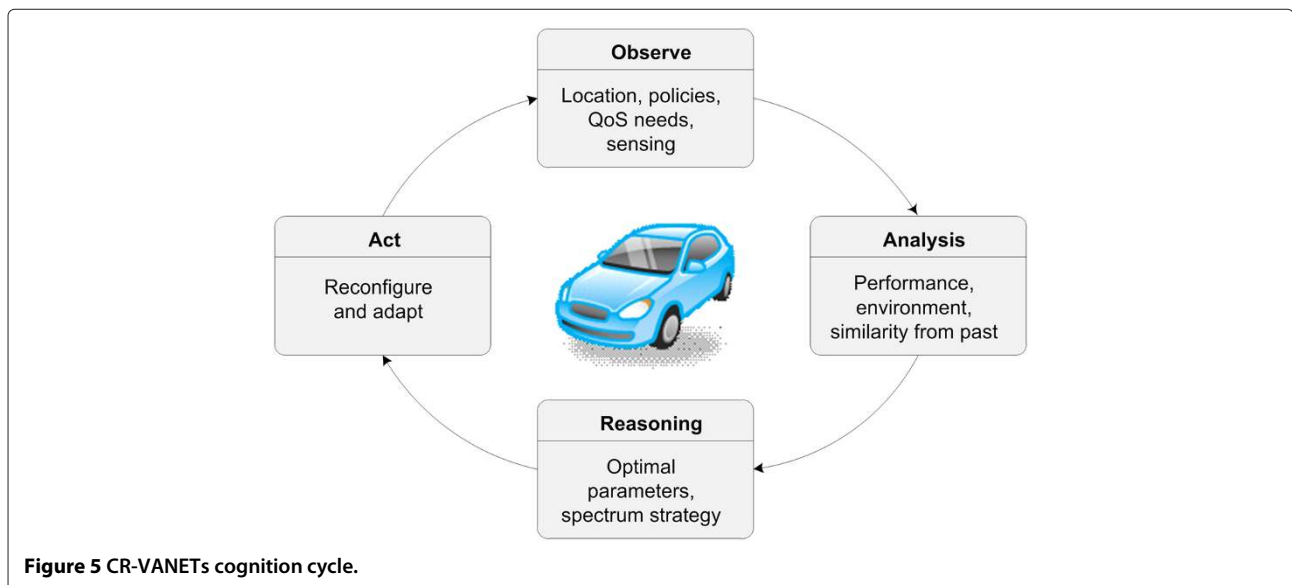 Observe
Location, policies,
QoS needs,
sensing
Act
Reconfigure
and adapt
Analysis
Performance,
environment,
similarity from past
Reasoning
Optimal
parameters,
spectrum strategy
Figure 5 CR-VANETs cognition cycle.